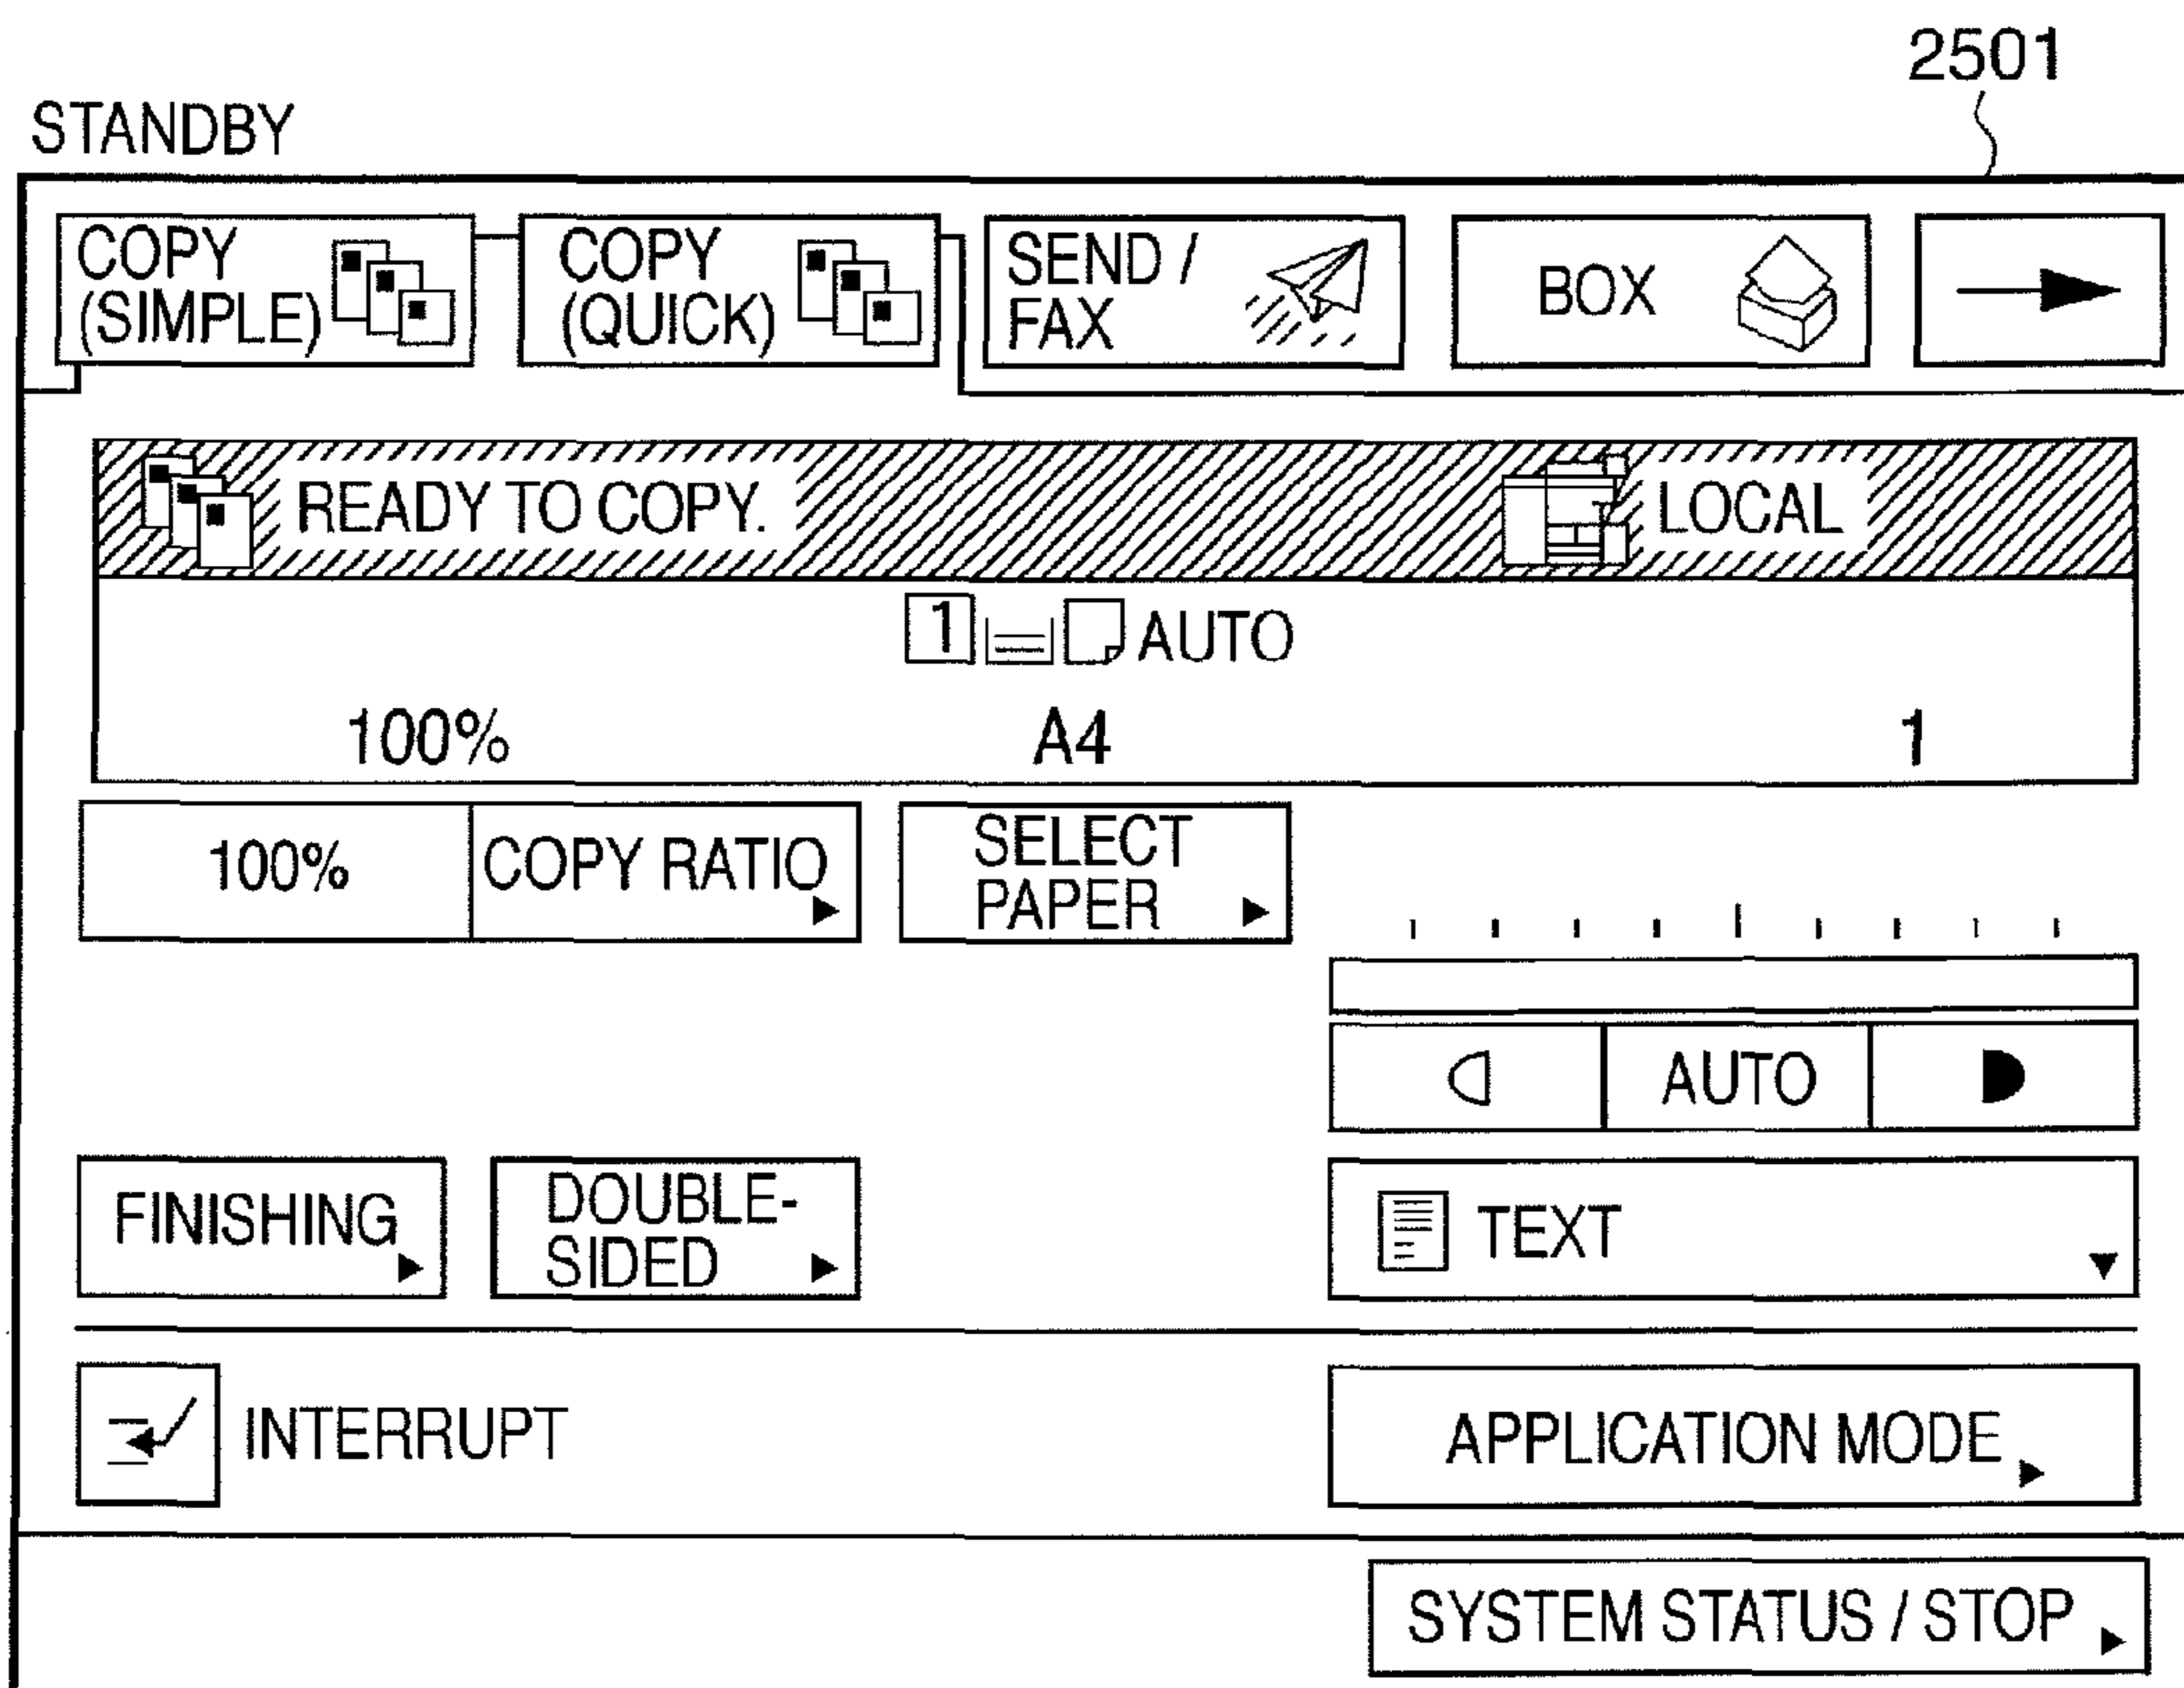 2501
STANDBY
COPY
(SIMPLE)
COPY
(QUICK)
SEND /
FAX
BOX
READY TO COPY.
LOCAL
1 AUTO
100%
A4
1
100%
COPY RATIO
SELECT
PAPER
AUTO
FINISHING
DOUBLE-
SIDED
TEXT
INTERRUPT
APPLICATION MODE
SYSTEM STATUS / STOP